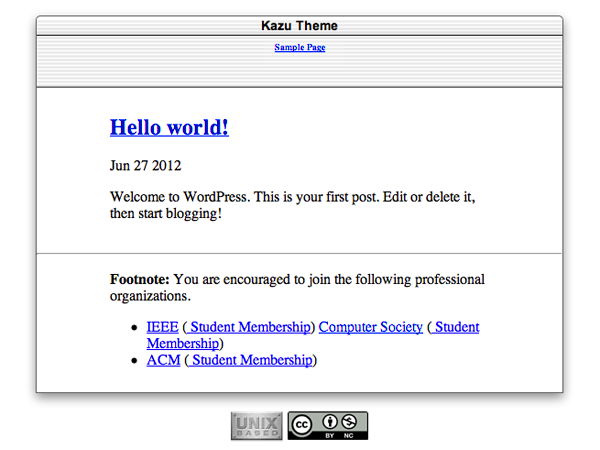 Kazu Theme
Sample Page
Hello world!
Jun 27 2012
Welcome to WordPress. This is your first post. Edit or delete it,
then start blogging!
Footnote: You are encouraged to join the following professional
organizations.
• IEEE ( Student Membership) Computer Society ( Student
Membership)
• ACM ( Student Membership)
UNIX
BASED
cc
BY NC